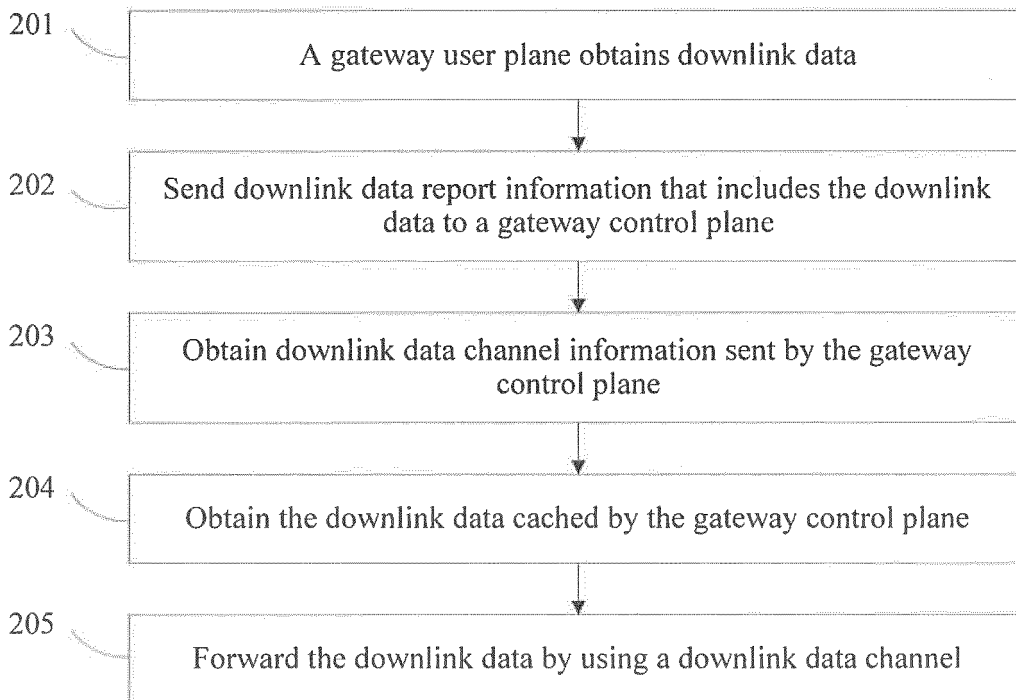 201
A gateway user plane obtains downlink data
202
Send downlink data report information that includes the downlink
data to a gateway control plane
203
Obtain downlink data channel information sent by the gateway
control plane
204
Obtain the downlink data cached by the gateway control plane
205
Forward the downlink data by using a downlink data channel